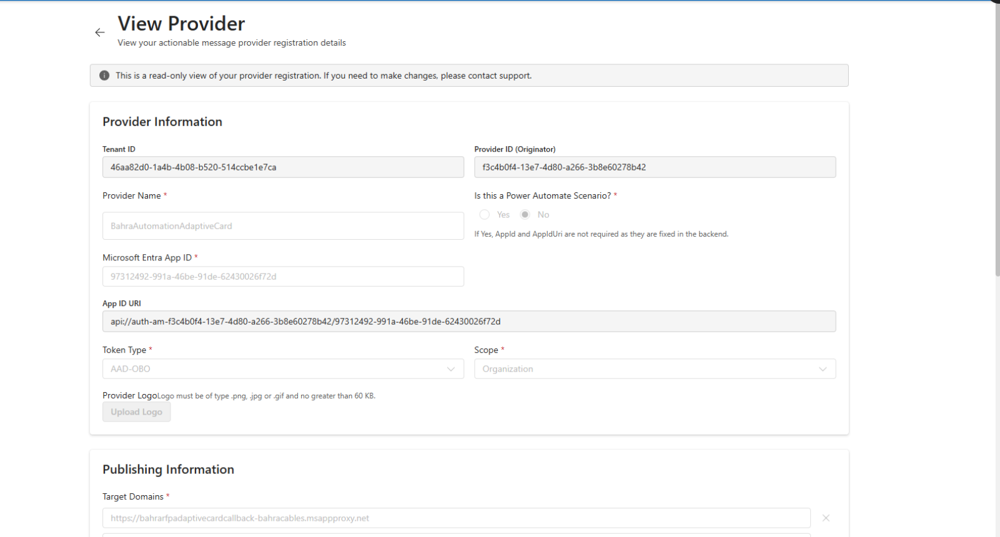 View Provider
View your actionable message provider registration details
This is a read-only view of your provider registration. If you need to make changes, please contact support.
Provider Information
Tenant ID
46aa82d0-1a4b-4b08-b520-514ccbe1e7ca
Provider ID (Originator)
f3c4b0f4-13e7-4d80-a266-3b8e60278b42
Provider Name *
BahraAutomationAdaptiveCard
Is this a Power Automate Scenario? *
Yes No
If Yes, AppId and AppIdUri are not required as they are fixed in the backend.
Microsoft Entra App ID *
97312492-991a-46be-91de-62430026f72d
App ID URI
api://auth-am-f3c4b0f4-13e7-4d80-a266-3b8e60278b42/97312492-991a-46be-91de-62430026f72d
Token Type *
AAD-OBO
Scope *
Organization
Provider LogoLogo must be of type .png, .jpg or .gif and no greater than 60 KB.
Upload Logo
Publishing Information
Target Domains *
https://bahrarfpadaptivecardcallback-bahracables.msappproxy.net